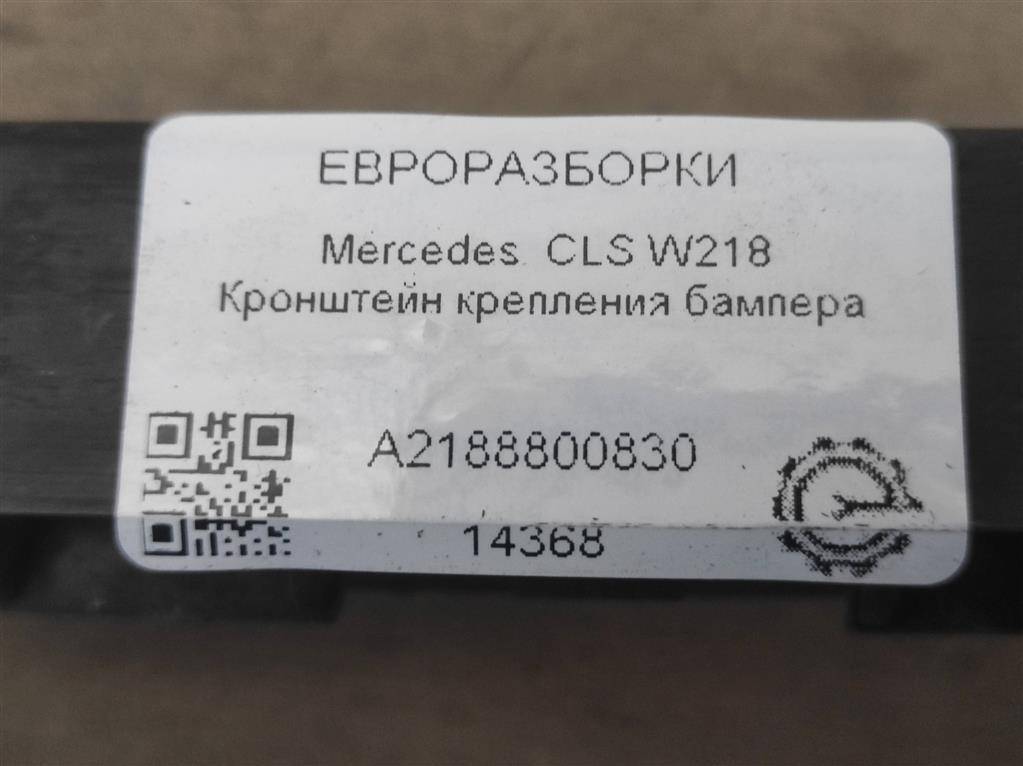 ЕВРОРАЗБОРКИ
Mercedes CLS W218
Кронштейн крепления бампера
A2188800830
14368